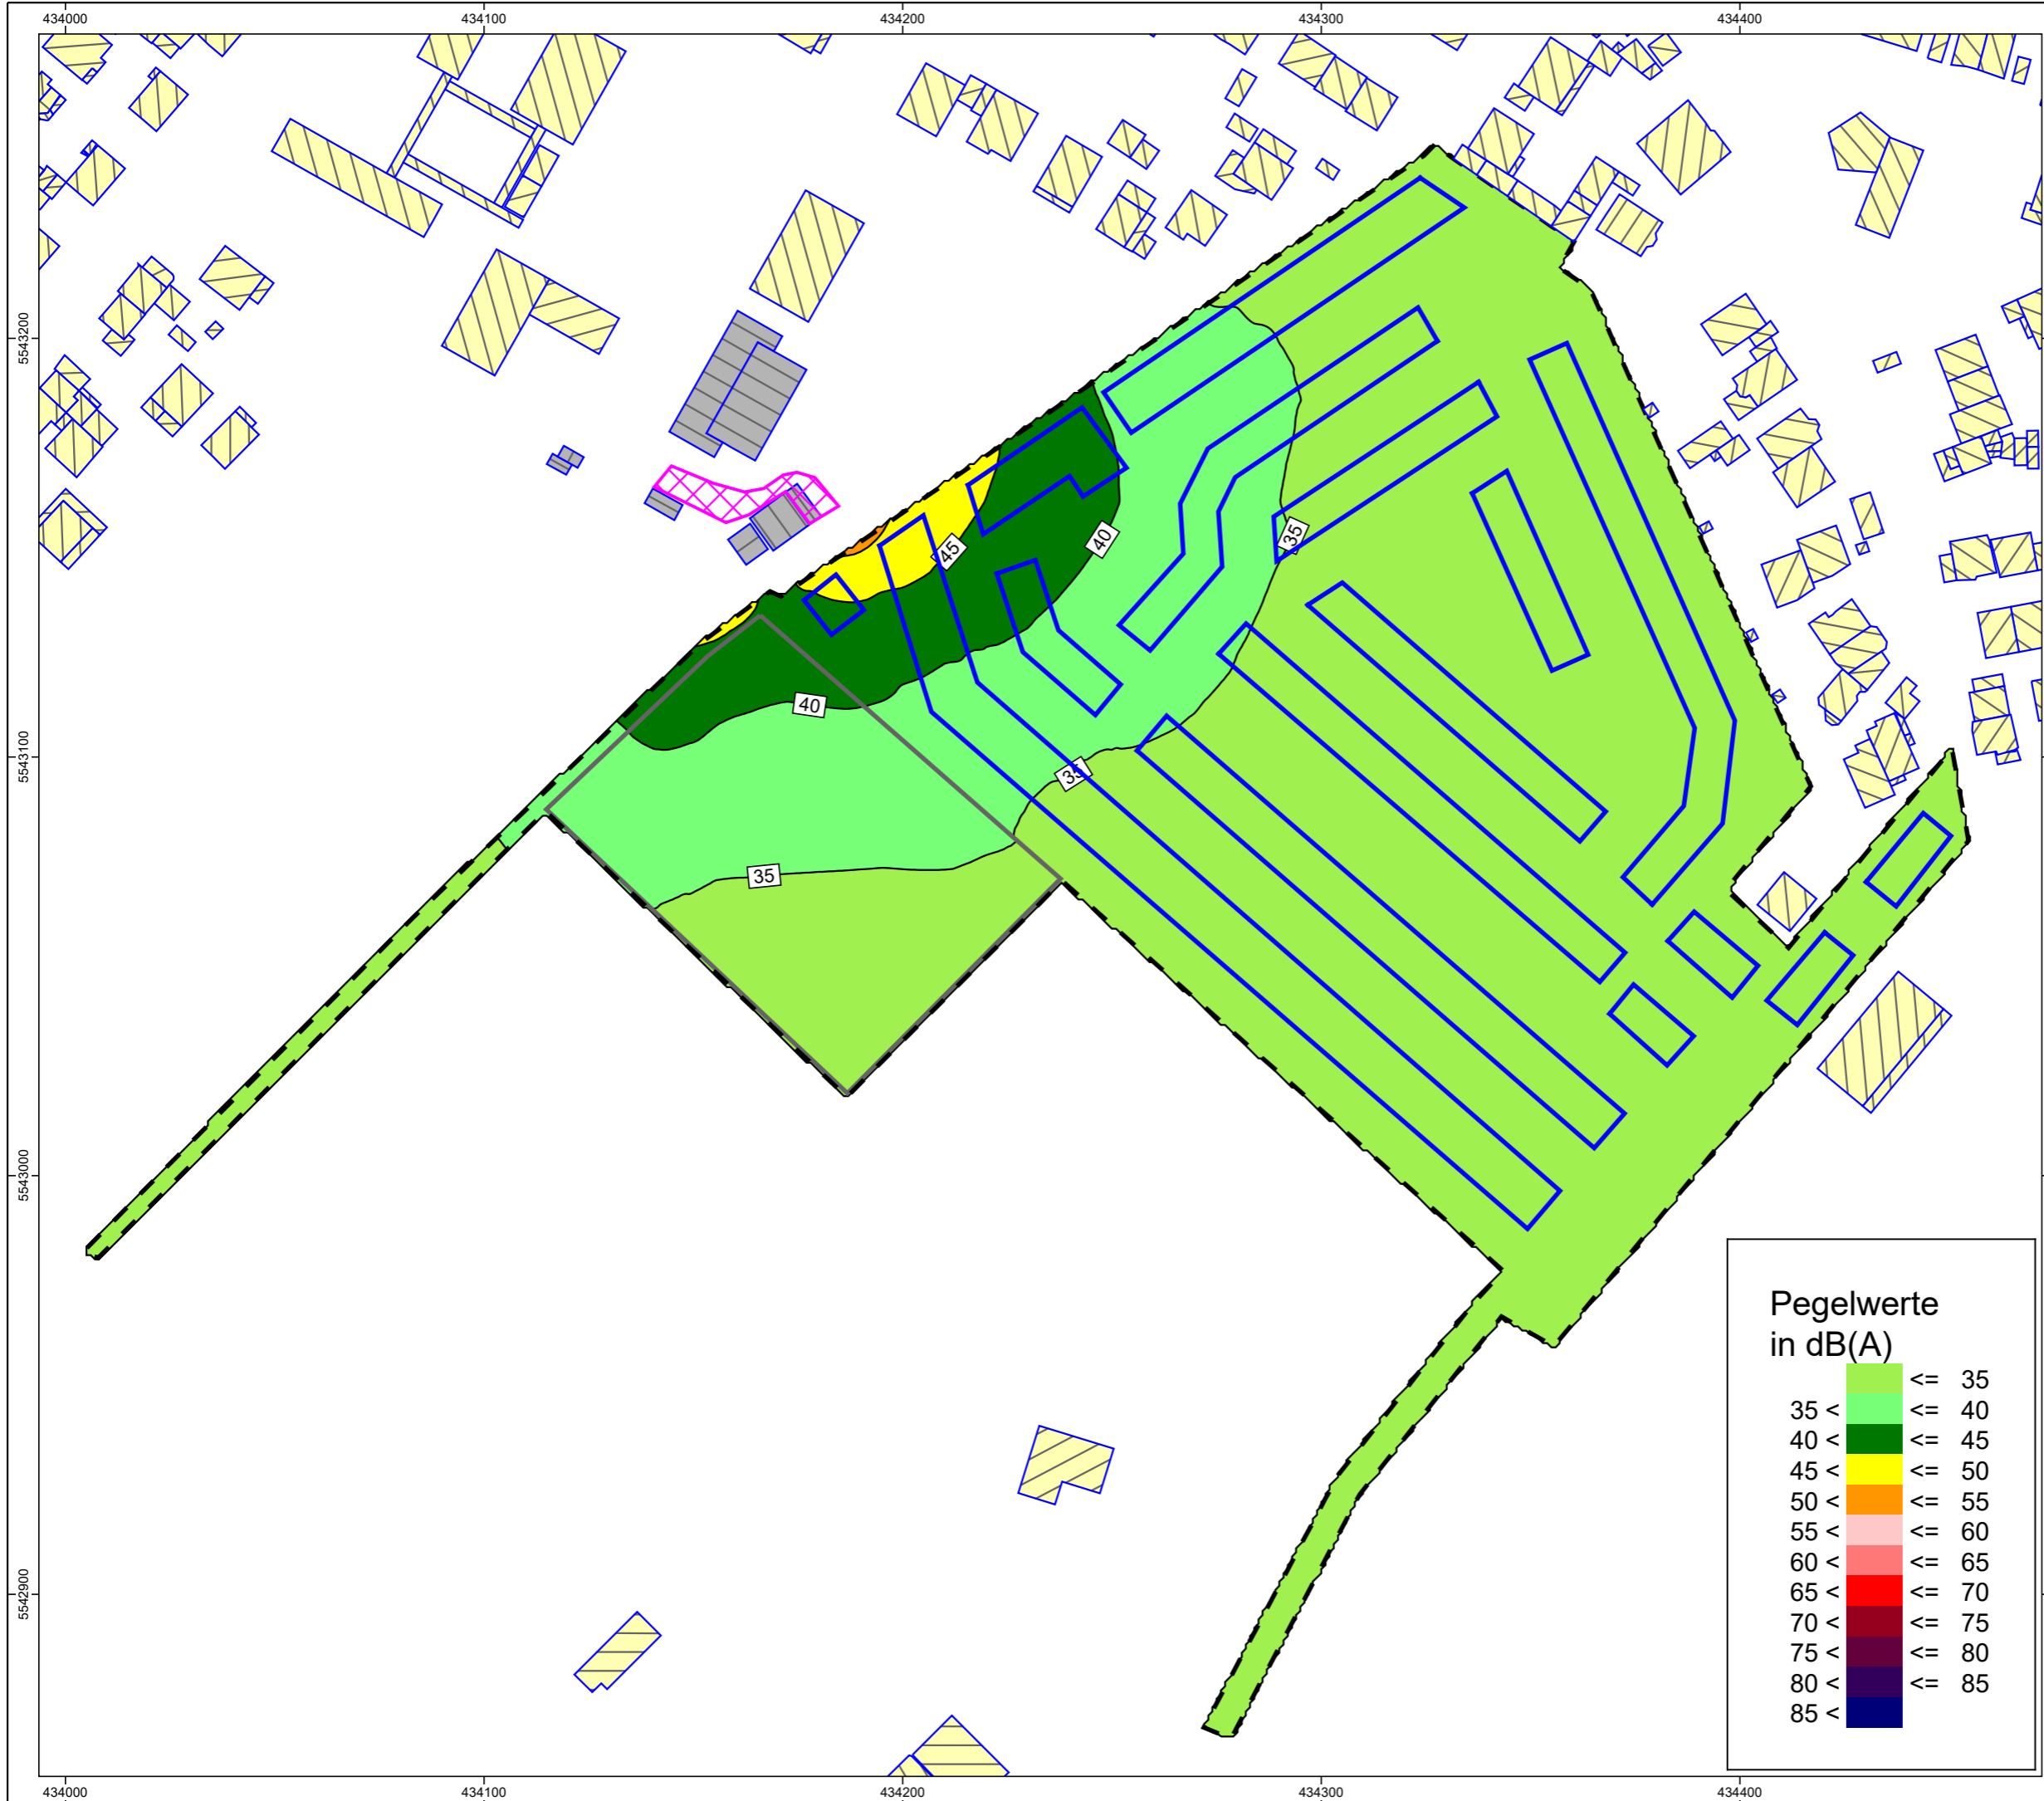 434000 434100 434200 434300 434400
5543200
45
40
35
40
5543100
35
35
5543000
Pegelwerte
in dB(A)
<= 35
35 < <= 40
40 < <= 45
45 < <= 50
50 < <= 55
55 < <= 60
60 < <= 65
65 < <= 70
70 < <= 75
75 < <= 80
80 < <= 85
85 <
5542900
434000 434100 434200 434300 434400